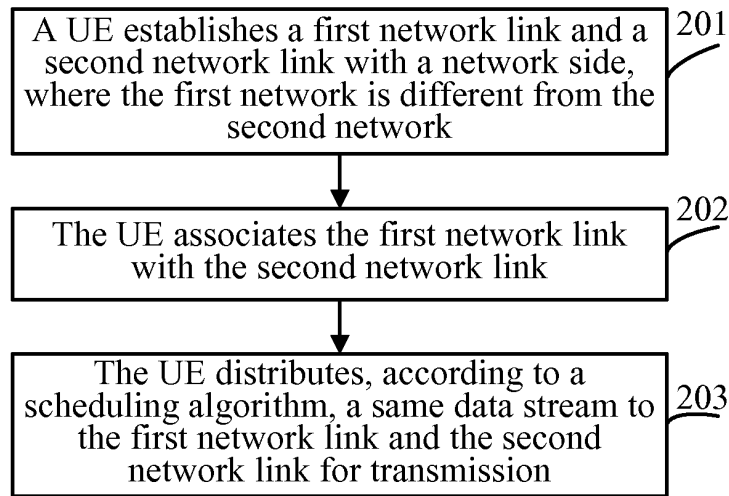 A UE establishes a first network link and a
second network link with a network side,
where the first network is different from the
second network
201
The UE associates the first network link
with the second network link
202
The UE distributes, according to a
scheduling algorithm, a same data stream to
the first network link and the second
network link for transmission
203